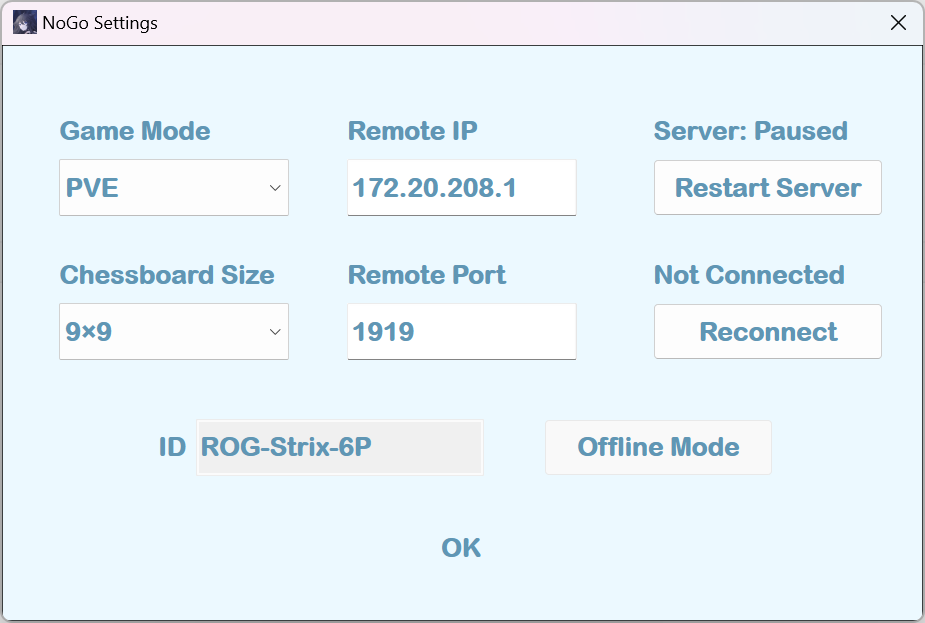 NoGo Settings
Game Mode
Remote IP
Server: Paused
PVE
172.20.208.1
Restart Server
Chessboard Size
Remote Port
Not Connected
9×9
1919
Reconnect
ID
ROG-Strix-6P
Offline Mode
OK